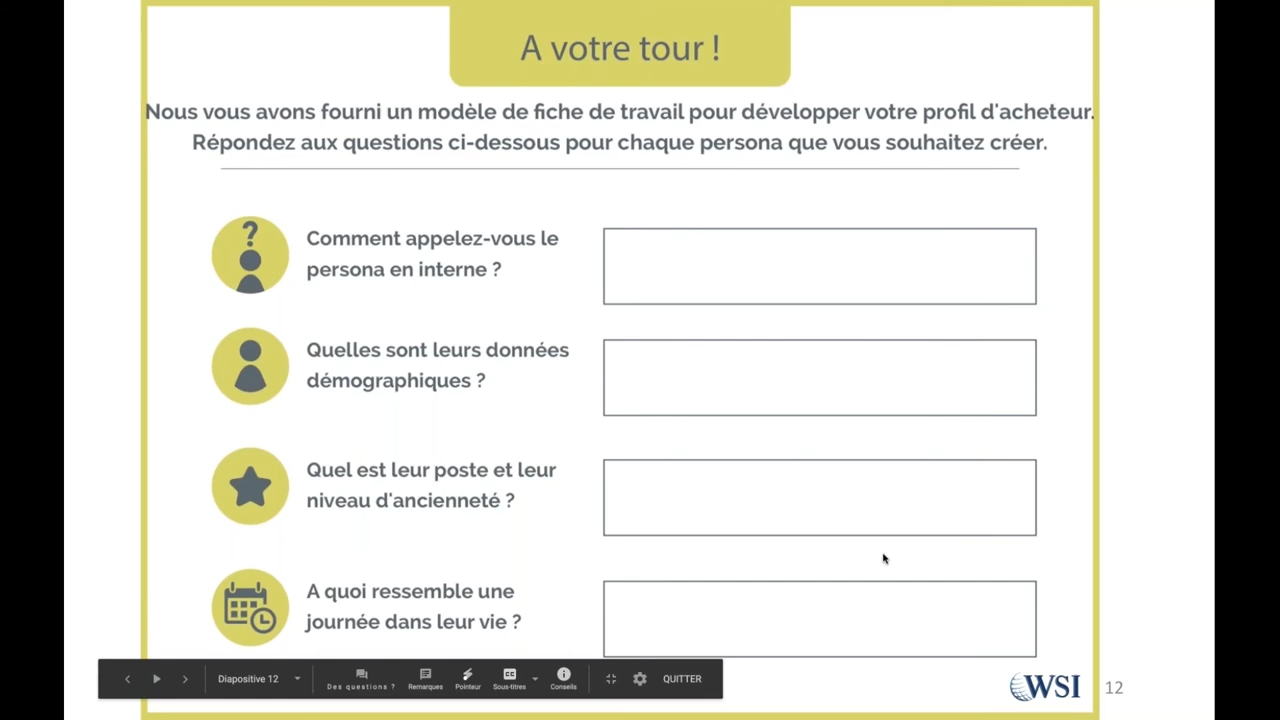 A votre tour !
Nous vous avons fourni un modèle de fiche de travail pour développer votre profil d'acheteur.
Répondez aux questions ci-dessous pour chaque persona que vous souhaitez créer.
?
Comment appelez-vous le
persona en interne ?
Quelles sont leurs données
démographiques ?
Quel est leur poste et leur
niveau d'ancienneté ?
A quoi ressemble une
journée dans leur vie ?
Diapositive 12
Des questions ?
Remarques
Pointeur
CC
Sous-titres
Conseils
QUITTER
WSI
12